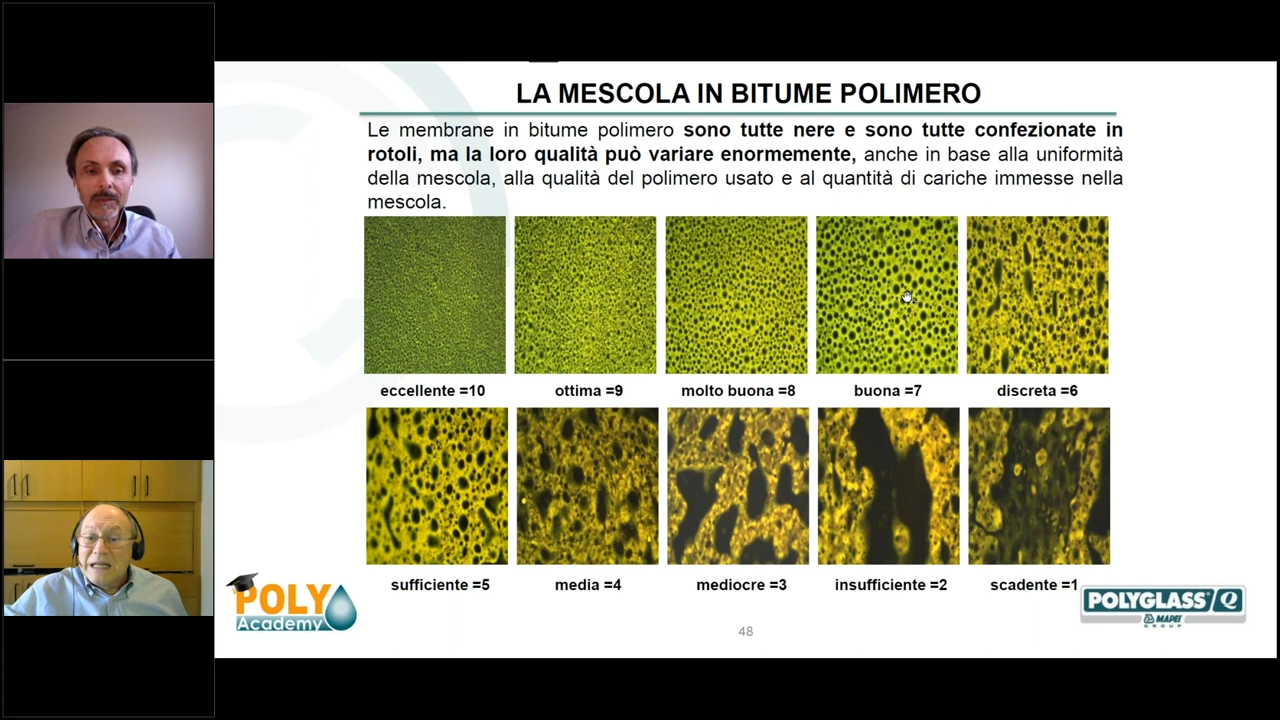 LA MESCOLA IN BITUME POLIMERO
Le membrane in bitume polimero sono tutte nere e sono tutte confezionate in
rotoli, ma la loro qualità può variare enormemente, anche in base alla uniformità
della mescola, alla qualità del polimero usato e al quantità di cariche immesse nella
mescola.
eccellente =10 ottima =9 molto buona =8 buona =7 discreta =6
sufficiente =5 media =4 mediocre =3 insufficiente =2 scadente =1
POLY
Academy
POLYGLASS
MAPEI
GROUP
48